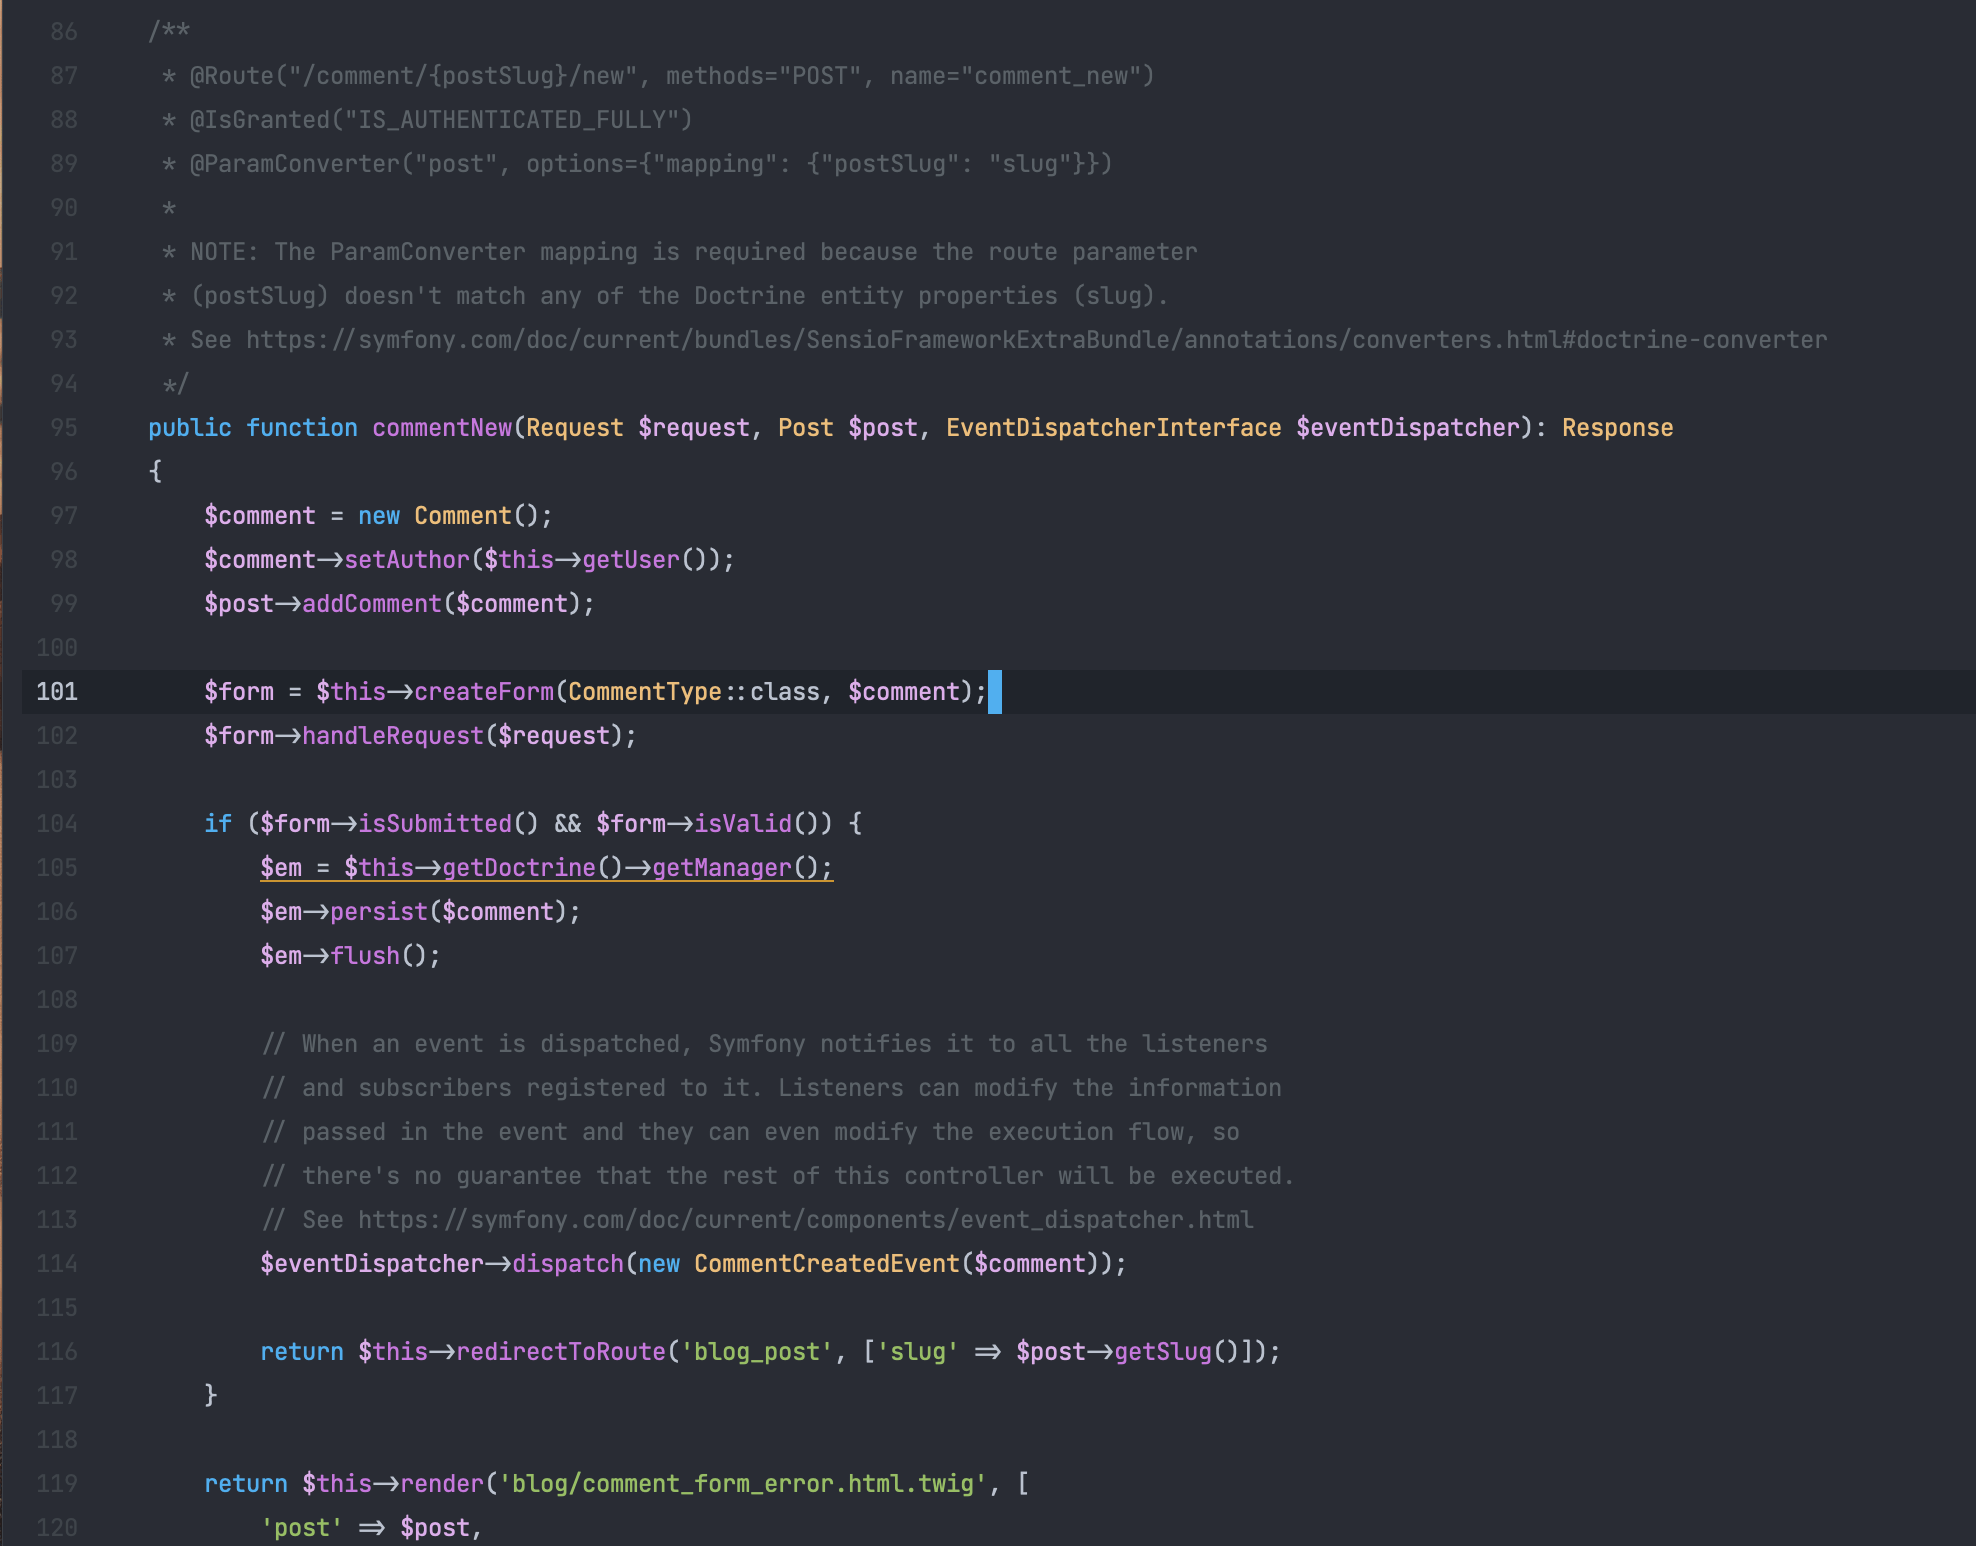 86 /**
87 * @Route("/comment/{postSlug}/new", methods="POST", name="comment_new")
88 * @IsGranted("IS_AUTHENTICATED_FULLY")
89 * @ParamConverter("post", options={"mapping": {"postSlug": "slug"}})
90 *
91 * NOTE: The ParamConverter mapping is required because the route parameter
92 * (postSlug) doesn't match any of the Doctrine entity properties (slug).
93 * See https://symfony.com/doc/current/bundles/SensioFrameworkExtraBundle/annotations/converters.html#doctrine-converter
94 */
95 public function commentNew(Request $request, Post $post, EventDispatcherInterface $eventDispatcher): Response
96 {
97 $comment = new Comment();
98 $comment->setAuthor($this->getUser());
99 $post->addComment($comment);
100
101 $form = $this->createForm(CommentType::class, $comment);
102 $form->handleRequest($request);
103
104 if ($form->isSubmitted() && $form->isValid()) {
105 $em = $this->getDoctrine()->getManager();
106 $em->persist($comment);
107 $em->flush();
108
109 // When an event is dispatched, Symfony notifies it to all the listeners
110 // and subscribers registered to it. Listeners can modify the information
111 // passed in the event and they can even modify the execution flow, so
112 // there's no guarantee that the rest of this controller will be executed.
113 // See https://symfony.com/doc/current/components/event_dispatcher.html
114 $eventDispatcher->dispatch(new CommentCreatedEvent($comment));
115
116 return $this->redirectToRoute('blog_post', ['slug' => $post->getSlug()]);
117 }
118
119 return $this->render('blog/comment_form_error.html.twig', [
120 'post' => $post,